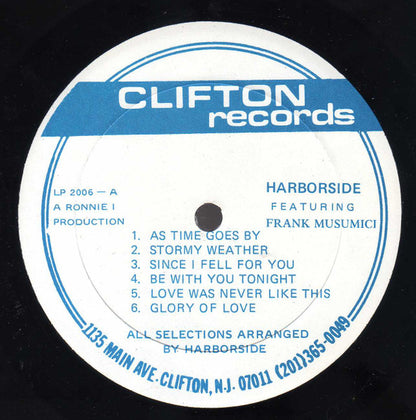 CLIFTON
records
LP 2006 — A
A RONNIE I
PRODUCTION
HARBORSIDE
FEATURING
FRANK MUSUMICI
1. AS TIME GOES BY
2. STORMY WEATHER
3. SINCE I FELL FOR YOU
4. BE WITH YOU TONIGHT
5. LOVE WAS NEVER LIKE THIS
6. GLORY OF LOVE
ALL SELECTIONS ARRANGED
BY HARBORSIDE
1135 MAIN AVE. CLIFTON, N.J. 07011 (201)365-0049